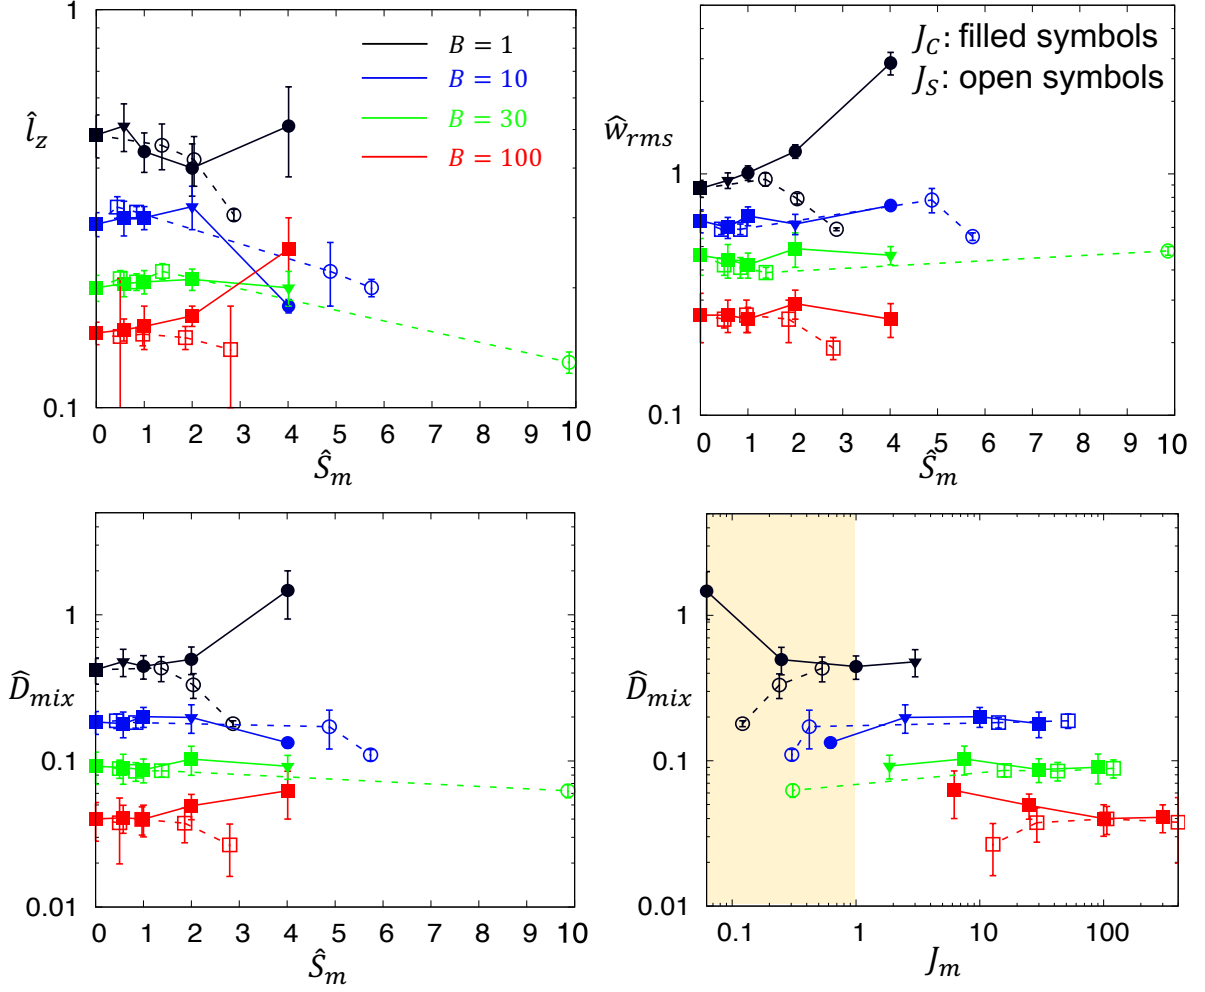 1
B = 1
B = 10
B = 30
B = 100
l̂_z
0.1
0 1 2 3 4 5 6 7 8 9 10
Ŝ_m
J_C: filled symbols
J_S: open symbols
ŵ_rms
1
0.1
0 1 2 3 4 5 6 7 8 9 10
Ŝ_m
1
D̂_mix
0.1
0.01
0 1 2 3 4 5 6 7 8 9 10
Ŝ_m
1
D̂_mix
0.1
0.01
0.1 1 10 100
J_m